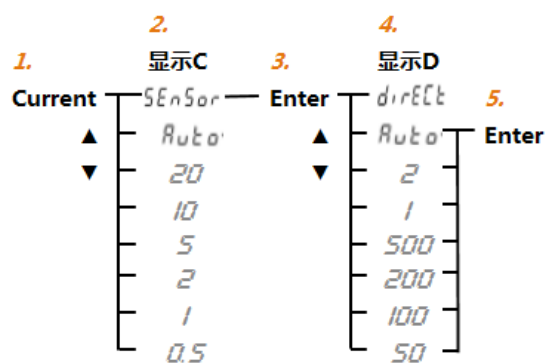 2. 4.
1. 显示C 3. 显示D
Current SEnSor Enter dirECt 5.
▲ Auto ▲ Auto Enter
▼ 20 ▼ 2
10 1
5 500
2 200
1 100
0.5 50